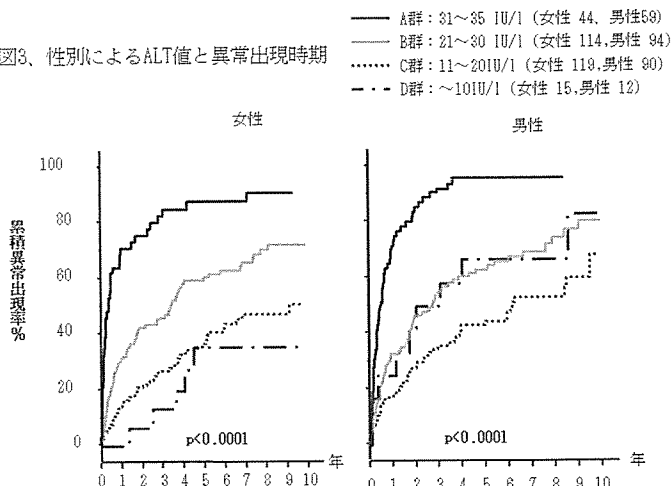 図3、性別によるALT値と異常出現時期
A群：31～35 IU/l (女性 44、男性59)
B群：21～30 IU/l (女性 114,男性 94)
C群：11～20IU/l (女性 119,男性 90)
D群：～10IU/l (女性 15,男性 12)
女性
男性
累積異常出現率%
100
80
60
40
20
0
p<0.0001
p<0.0001
0 1 2 3 4 5 6 7 8 9 10 年
0 1 2 3 4 5 6 7 8 9 10 年